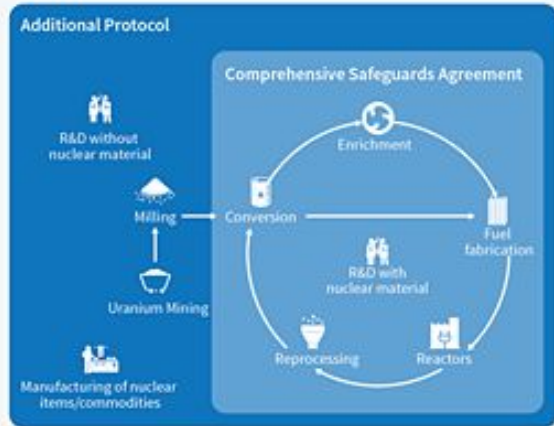 Additional Protocol
Comprehensive Safeguards Agreement
R&D without
nuclear material
Enrichment
Milling
Conversion
Fuel
fabrication
R&D with
nuclear material
Uranium Mining
Reprocessing
Reactors
Manufacturing of nuclear
items/commodities